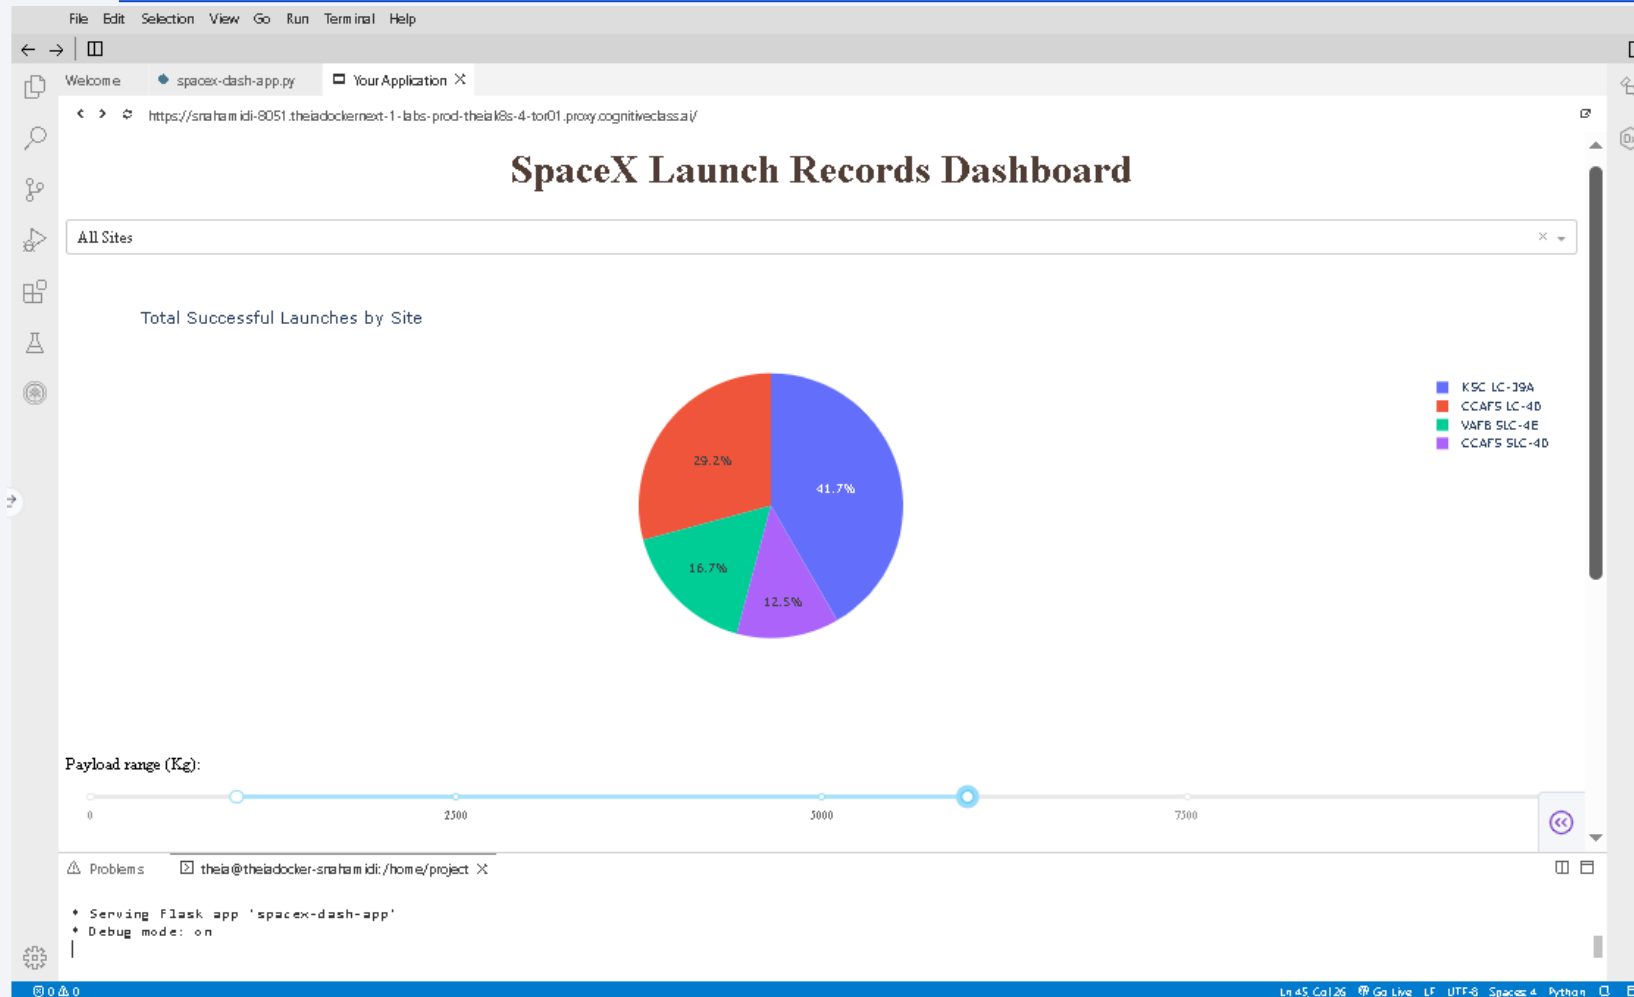 File Edit Selection View Go Run Terminal Help
Welcome spacex-dash-app.py Your Application
https://snahamidi-8051.theiadockernext-1-labs-prod-theiak8s-4-tor01.proxy.cognitiveclass.ai/
SpaceX Launch Records Dashboard
All Sites
Total Successful Launches by Site
KSC LC-39A
CCAFS LC-40
VAFB SLC-4E
CCAFS SLC-40
29.2%
41.7%
16.7%
12.5%
Payload range (Kg):
0 2500 5000 7500
Problems theia@theiadocker-snahamidi:/home/project
* Serving Flask app 'spacex-dash-app'
* Debug mode: on
0 0 Ln 45, Col 26 Go Live LF UTF-8 Spaces: 4 Python